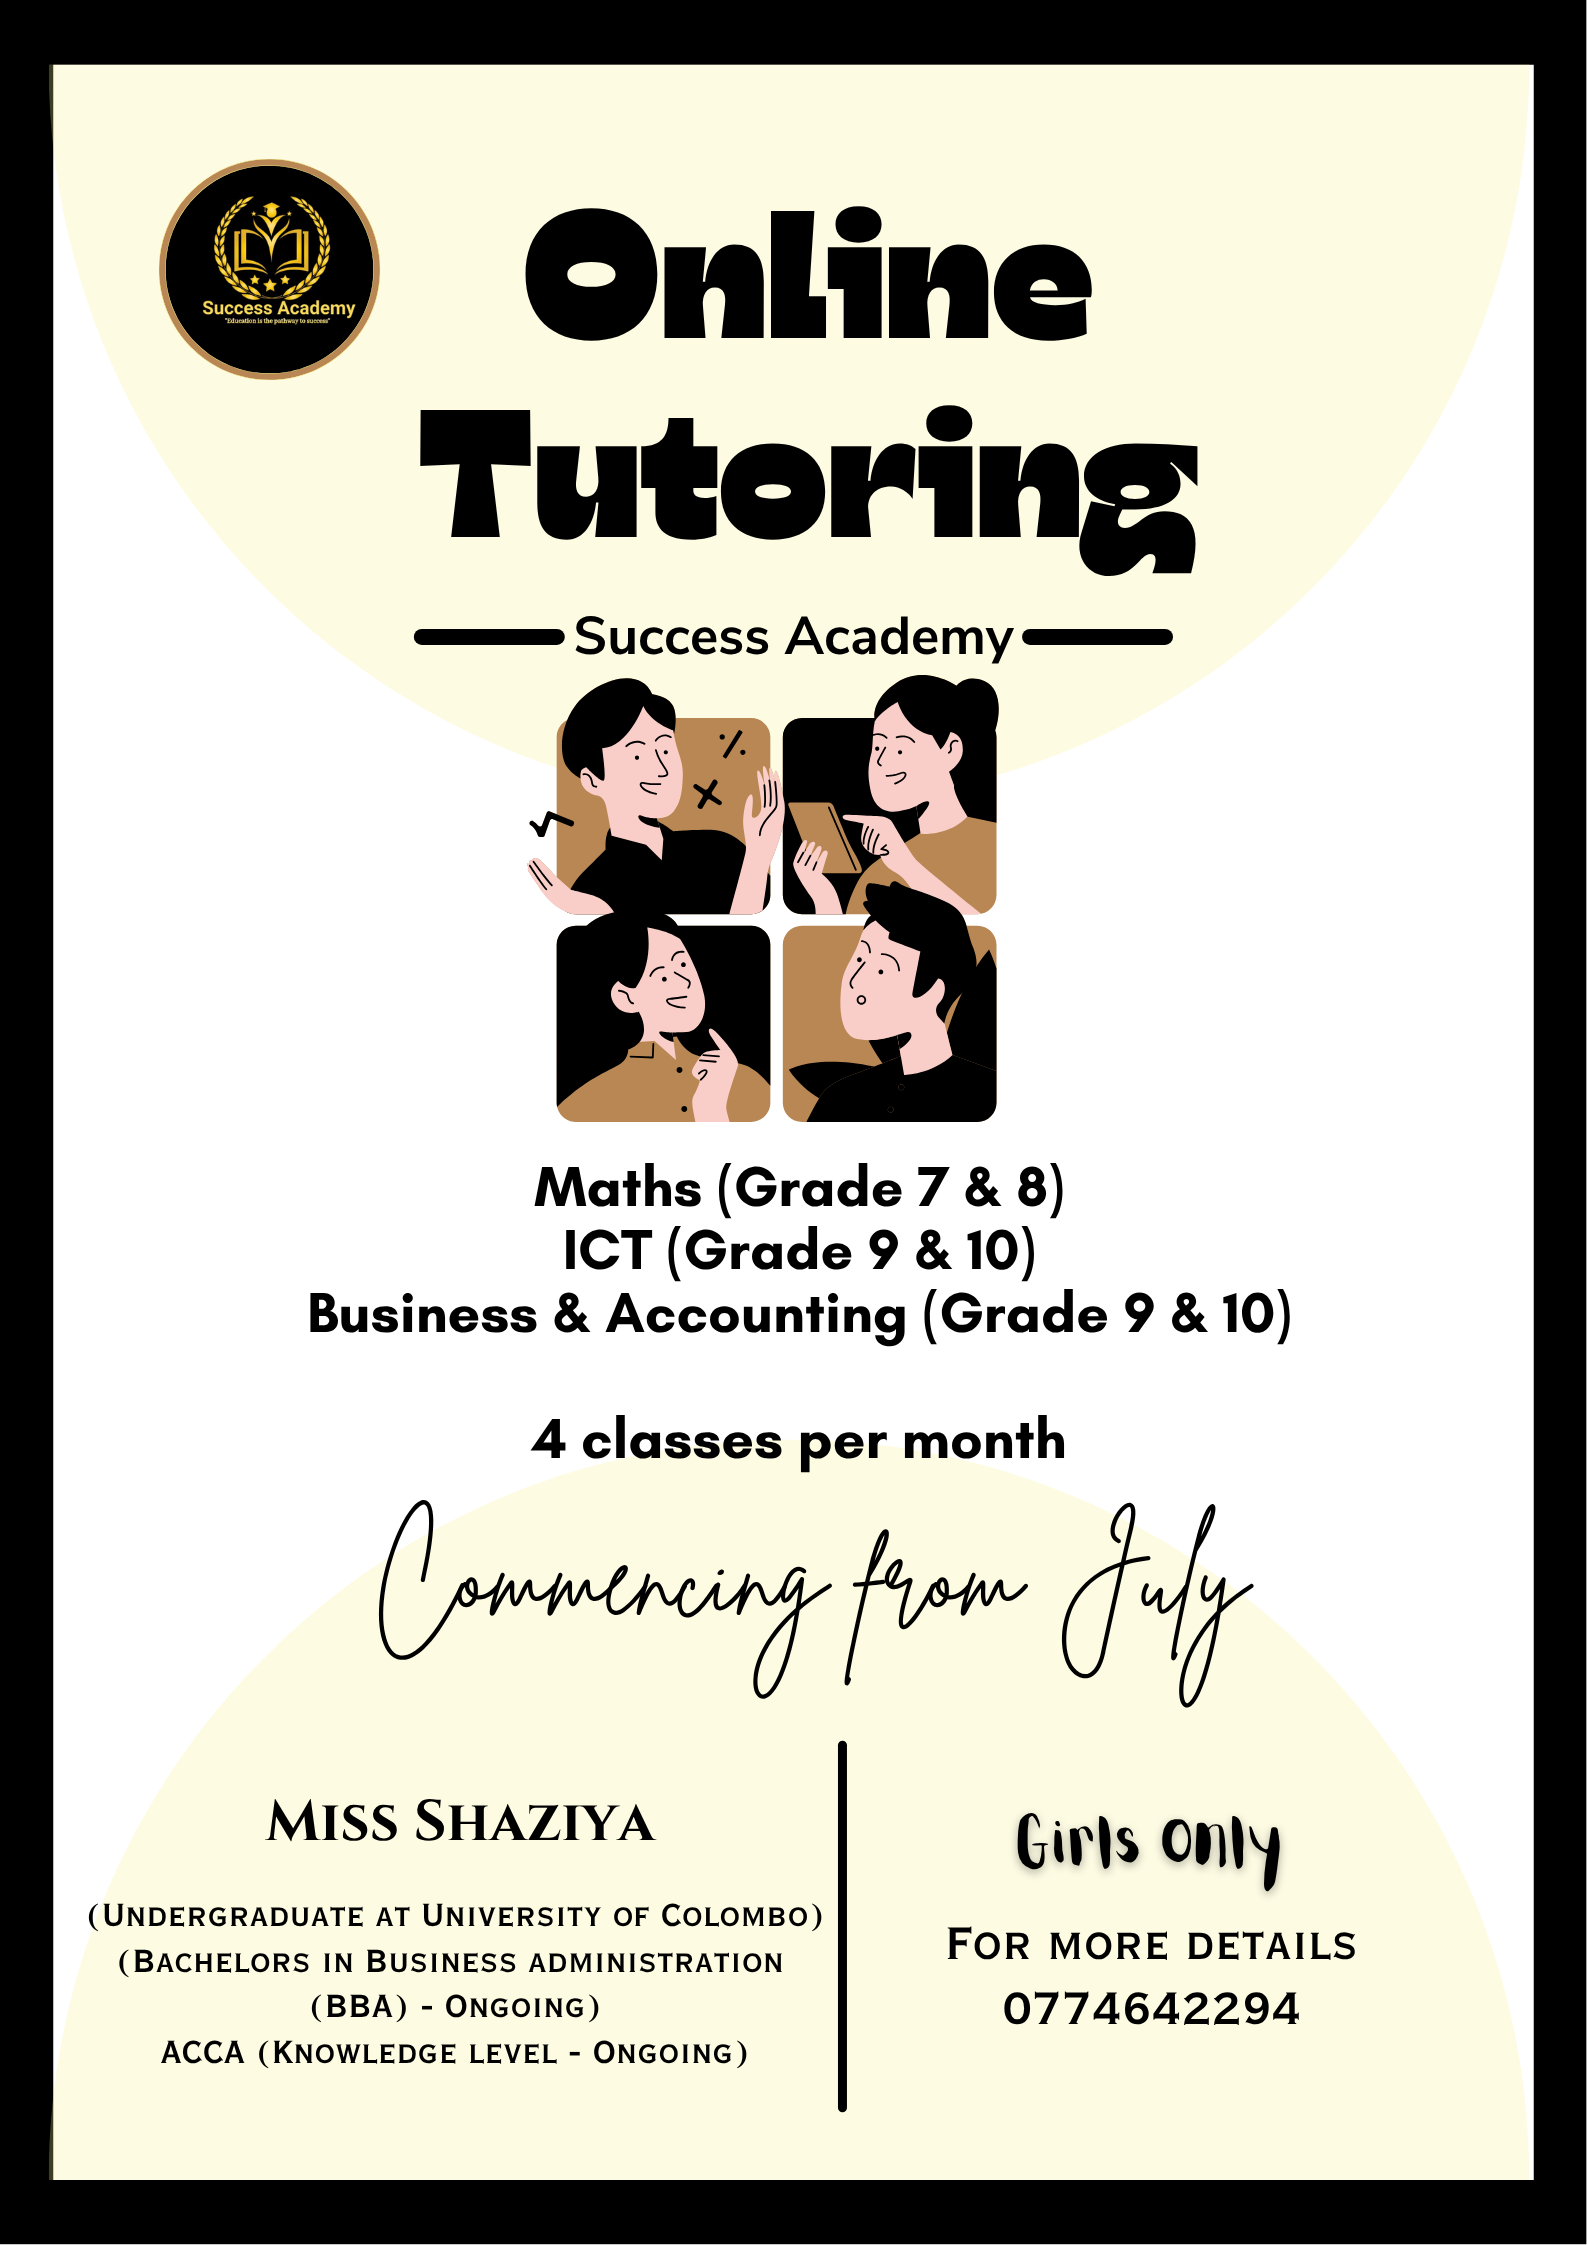 Success Academy
"Education is the pathway to success"
Online
Tutoring
Success Academy
Maths (Grade 7 & 8)
ICT (Grade 9 & 10)
Business & Accounting (Grade 9 & 10)
4 classes per month
Commencing from July
Miss Shaziya
(Undergraduate at University of Colombo)
(Bachelors in Business administration
(BBA) - Ongoing)
ACCA (Knowledge level - Ongoing)
Girls only
For more details
0774642294